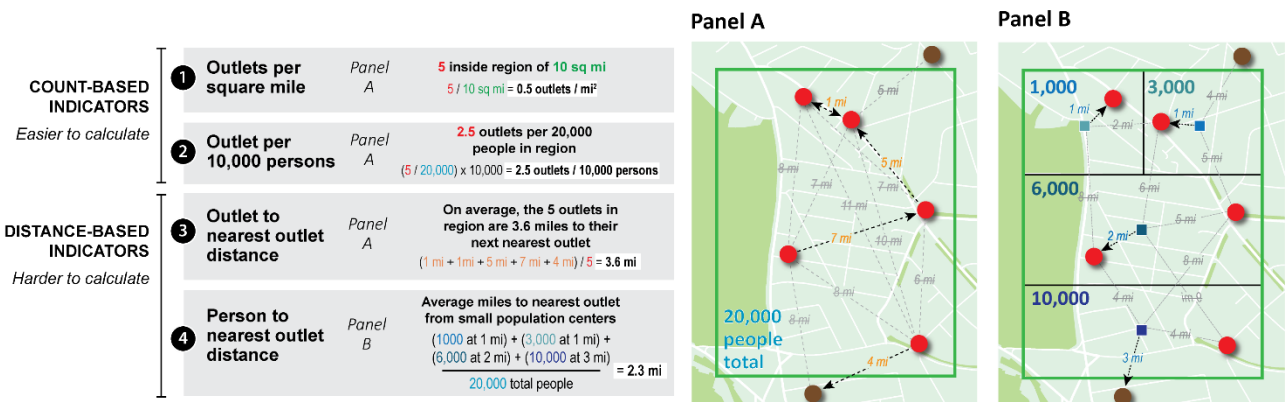 COUNT-BASED
INDICATORS
Easier to calculate
1
Outlets per
square mile
Panel
A
5 inside region of 10 sq mi
5 / 10 sq mi = 0.5 outlets / mi²
2
Outlet per
10,000 persons
Panel
A
2.5 outlets per 20,000
people in region
(5 / 20,000) x 10,000 = 2.5 outlets / 10,000 persons
DISTANCE-BASED
INDICATORS
Harder to calculate
3
Outlet to
nearest outlet
distance
Panel
A
On average, the 5 outlets in
region are 3.6 miles to their
next nearest outlet
(1 mi + 1mi + 5 mi + 7 mi + 4 mi) / 5 = 3.6 mi
4
Person to
nearest outlet
distance
Panel
B
Average miles to nearest outlet
from small population centers
(1000 at 1 mi) + (3,000 at 1 mi) +
(6,000 at 2 mi) + (10,000 at 3 mi)
= 2.3 mi
20,000 total people
Panel A
5 mi
1 mi
5 mi
8 mi
7 mi
7 mi
11 mi
7 mi
10 mi
8 mi
6 mi
8 mi
20,000
people
total
4 mi
Panel B
1,000
3,000
4 mi
1 mi
2 mi
1 mi
5 mi
6,000
8 mi
6 mi
5 mi
2 mi
8 mi
10,000
4 mi
4 mi
3 mi